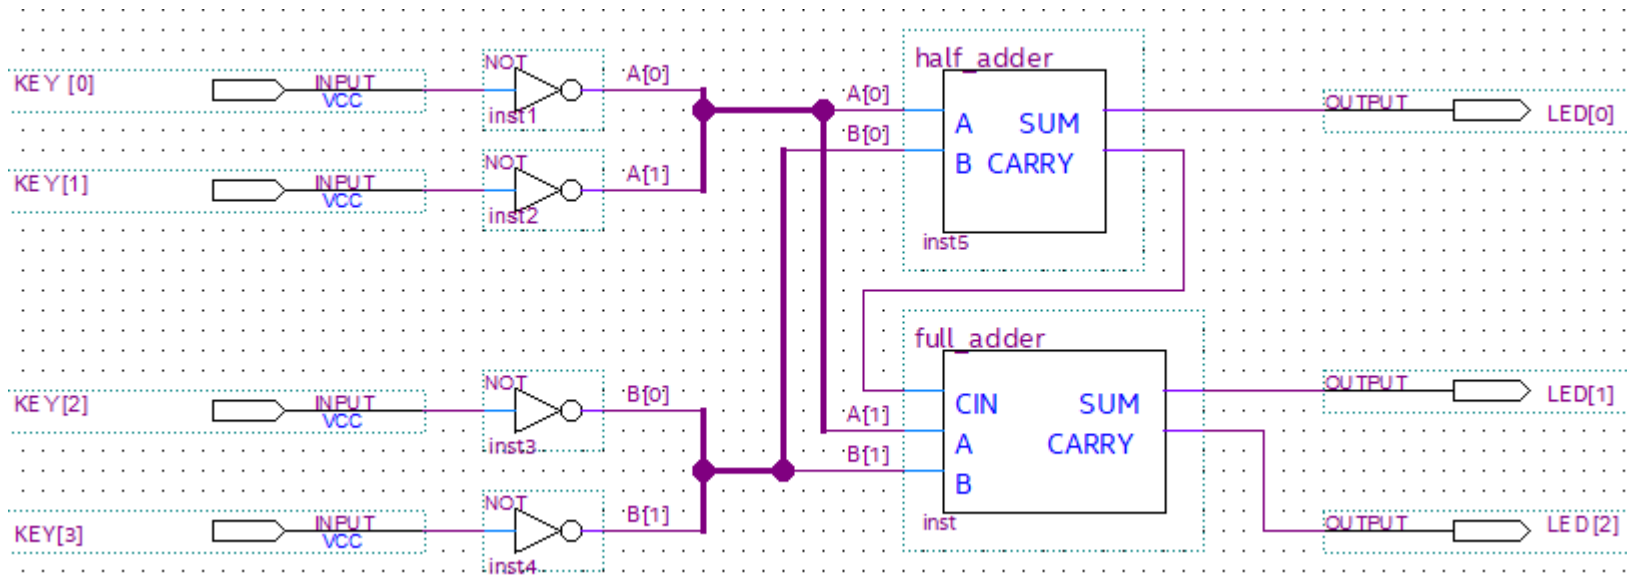 KEY [0]
INPUT
VCC
NOT
inst1
A[0]
KEY[1]
INPUT
VCC
NOT
inst2
A[1]
KEY[2]
INPUT
VCC
NOT
inst3
B[0]
KEY[3]
INPUT
VCC
NOT
inst4
B[1]
half_adder
A[0]
B[0]
A SUM
B CARRY
inst5
OUTPUT
LED[0]
full_adder
A[1]
B[1]
CIN SUM
A CARRY
B
inst
OUTPUT
LED[1]
OUTPUT
LED [2]